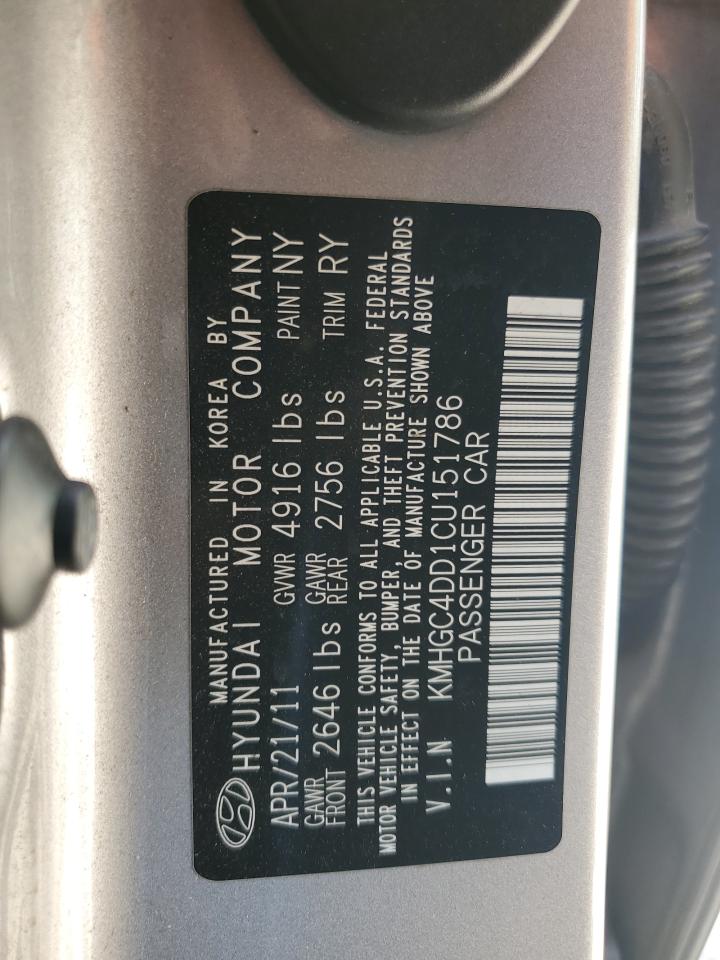 MANUFACTURED IN KOREA BY
HYUNDAI MOTOR COMPANY
APR/21/11 GVWR 4916 lbs PAINT NY
GAWR FRONT 2646 lbs GAWR REAR 2756 lbs TRIM RY
THIS VEHICLE CONFORMS TO ALL APPLICABLE U.S.A. FEDERAL
MOTOR VEHICLE SAFETY, BUMPER, AND THEFT PREVENTION STANDARDS
IN EFFECT ON THE DATE OF MANUFACTURE SHOWN ABOVE
V.I.N KMHGC4DD1CU151786
PASSENGER CAR